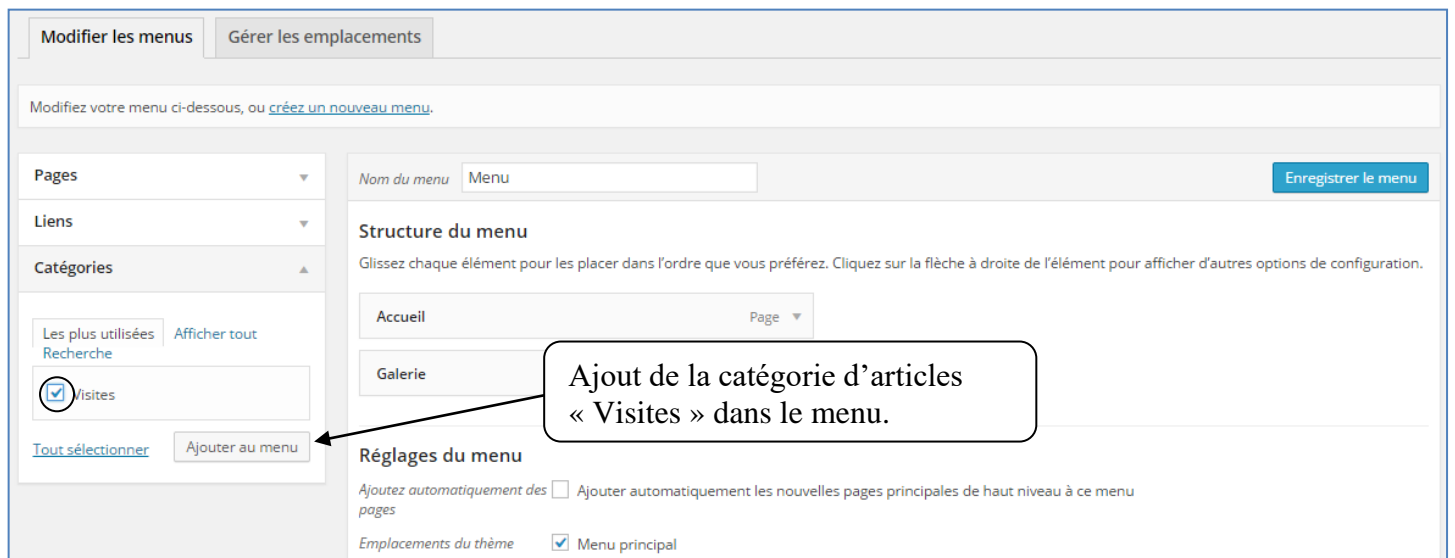 Modifier les menus
Gérer les emplacements
Modifiez votre menu ci-dessous, ou créez un nouveau menu.
Pages
Liens
Catégories
Les plus utilisées Afficher tout
Recherche
Visites
Tout sélectionner Ajouter au menu
Nom du menu Menu Enregistrer le menu
Structure du menu
Glissez chaque élément pour les placer dans l’ordre que vous préférez. Cliquez sur la flèche à droite de l’élément pour afficher d’autres options de configuration.
Accueil Page
Galerie
Ajout de la catégorie d’articles
« Visites » dans le menu.
Réglages du menu
Ajoutez automatiquement des Ajouter automatiquement les nouvelles pages principales de haut niveau à ce menu
pages
Emplacements du thème Menu principal